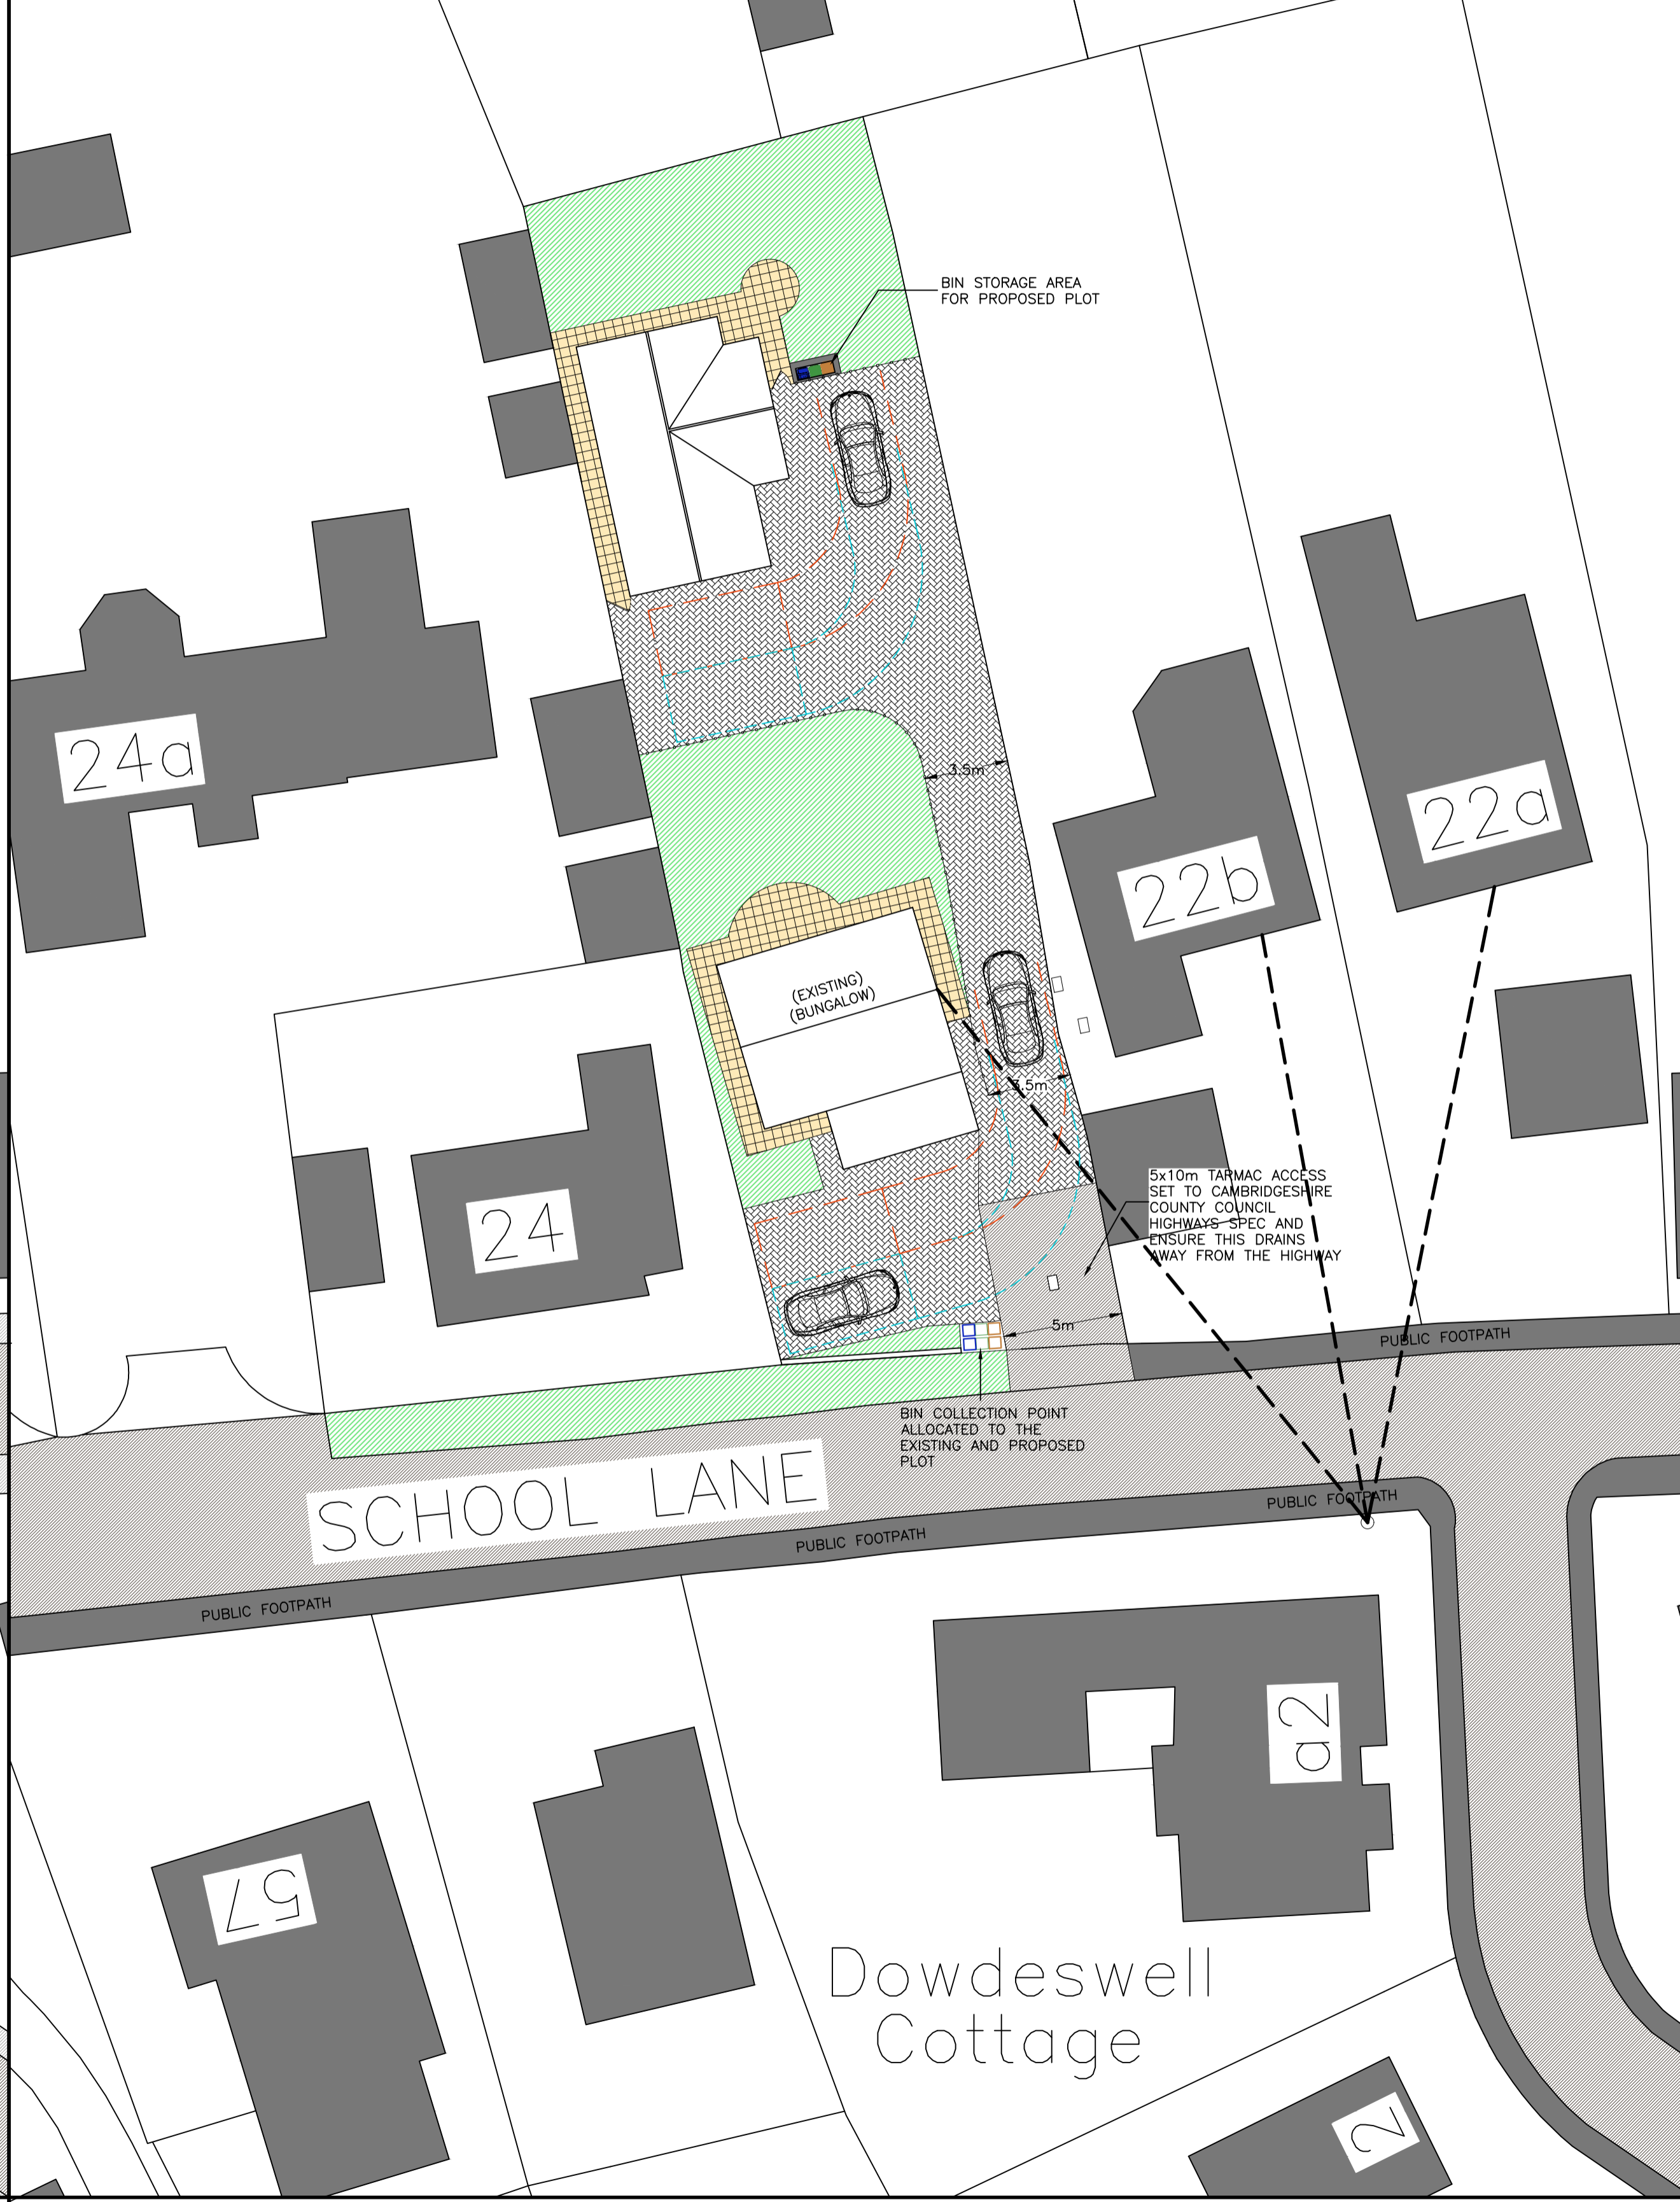 BIN STORAGE AREA
FOR PROPOSED PLOT
24a
3.5m
22a
22b
(EXISTING)
(BUNGALOW)
3.5m
5x10m TARMAC ACCESS
SET TO CAMBRIDGESHIRE
COUNTY COUNCIL
HIGHWAYS SPEC AND
ENSURE THIS DRAINS
AWAY FROM THE HIGHWAY
24
5m
PUBLIC FOOTPATH
BIN COLLECTION POINT
ALLOCATED TO THE
EXISTING AND PROPOSED
PLOT
SCHOOL LANE
PUBLIC FOOTPATH
PUBLIC FOOTPATH
PUBLIC FOOTPATH
a2
57
Dowdeswell
Cottage
2